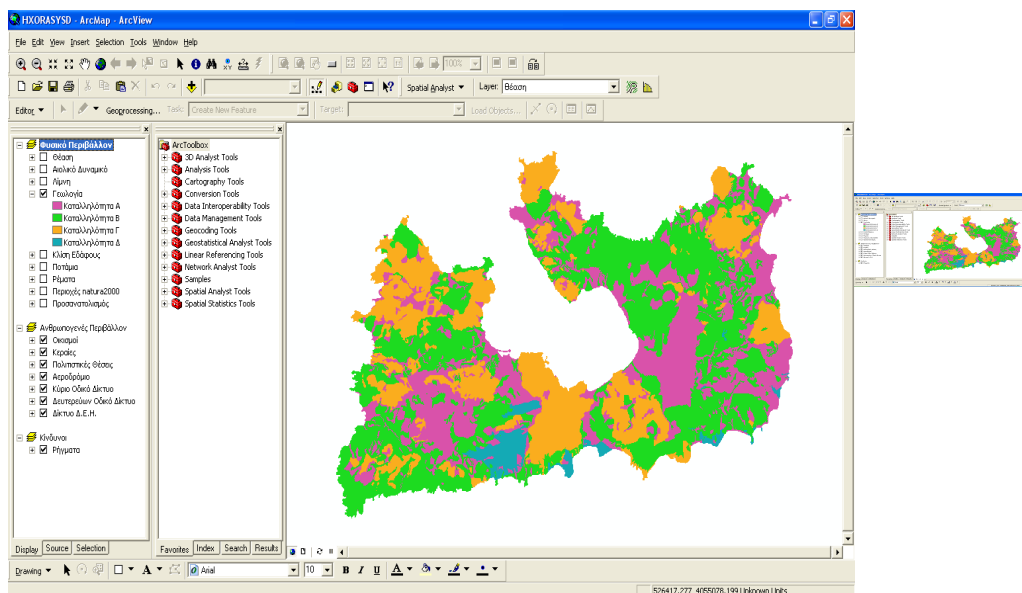 HXORASYSD - ArcMap - ArcView
File Edit View Insert Selection Tools Window Help
100%
Spatial Analyst Layer: Βέαση
Editor Geoprocessing... Task: Create New Feature Target: Load Objects...
Φυσικό Περιβάλλον
Θέαση
Αιολικό Δυναμικό
Λίμνη
Γεωλογία
Καταλληλότητα Α
Καταλληλότητα Β
Καταλληλότητα Γ
Καταλληλότητα Δ
Κλίση Εδάφους
Ποτάμια
Ρέματα
Περιοχές natura2000
Προσανατολισμός
Ανθρωπογενές Περιβάλλον
Οικισμοί
Κεραίες
Πολιτιστικές Θέσεις
Αεροδρόμιο
Κύριο Οδικό Δίκτυο
Δευτερεύων Οδικό Δίκτυο
Δίκτυο Δ.Ε.Η.
Κίνδυνοι
Ρήγματα
Display Source Selection
ArcToolbox
3D Analyst Tools
Analysis Tools
Cartography Tools
Conversion Tools
Data Interoperability Tools
Data Management Tools
Geocoding Tools
Geostatistical Analyst Tools
Linear Referencing Tools
Network Analyst Tools
Samples
Spatial Analyst Tools
Spatial Statistics Tools
Favorites Index Search Results
Drawing A Arial 10 B I U A
526417,277 4055078,199 Unknown Units